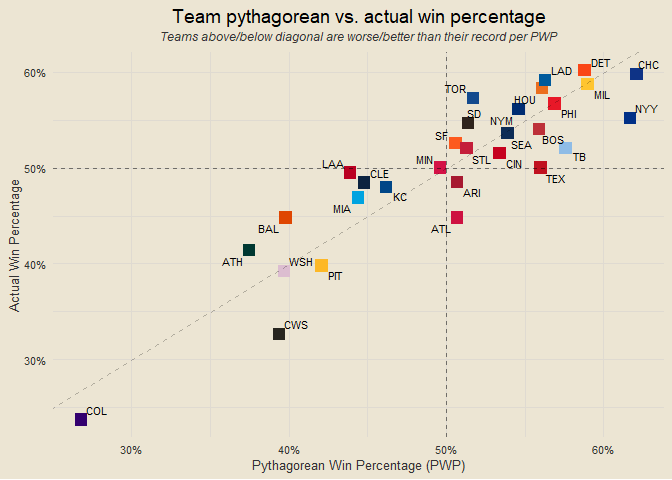 Team pythagorean vs. actual win percentage
Teams above/below diagonal are worse/better than their record per PWP
Actual Win Percentage
60%
50%
40%
30%
DET
CHC
LAD
TOR
MIL
HOU
NYY
SD
PHI
NYM
SF
BOS
SEA
TB
MIN
STL
CIN
LAA
CLE
TEX
KC
ARI
MIA
BAL
ATL
ATH
WSH
PIT
CWS
COL
30%
40%
50%
60%
Pythagorean Win Percentage (PWP)